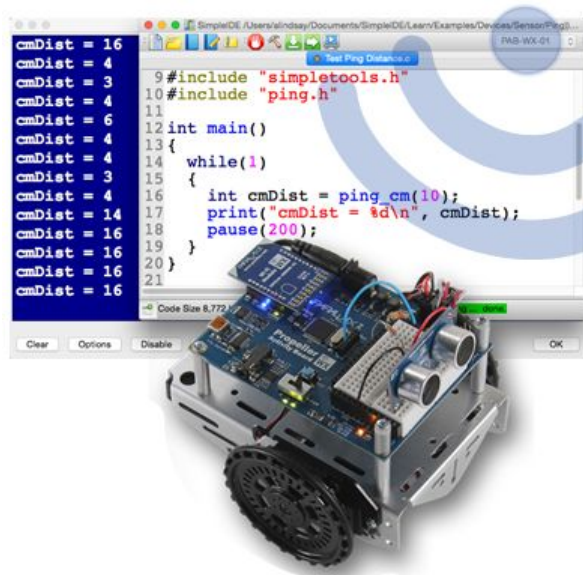 SimpleIDE /Users/alindsay/Documents/SimpleIDE/Learn/Examples/Devices/Sensor/Ping))...
PAB-WX-01
Test Ping Distance.c
cmDist = 16
cmDist = 4
cmDist = 3
cmDist = 4
cmDist = 6
cmDist = 4
cmDist = 4
cmDist = 3
cmDist = 4
cmDist = 14
cmDist = 16
cmDist = 16
cmDist = 16
cmDist = 16
9 #include "simpletools.h"
10 #include "ping.h"
11
12 int main()
13 {
14 while(1)
15 {
16 int cmDist = ping_cm(10);
17 print("cmDist = %d\n", cmDist);
18 pause(200);
19 }
20 }
21
Code Size 8,772
done.
Clear
Options
Disable
OK
Propeller
Activity Board